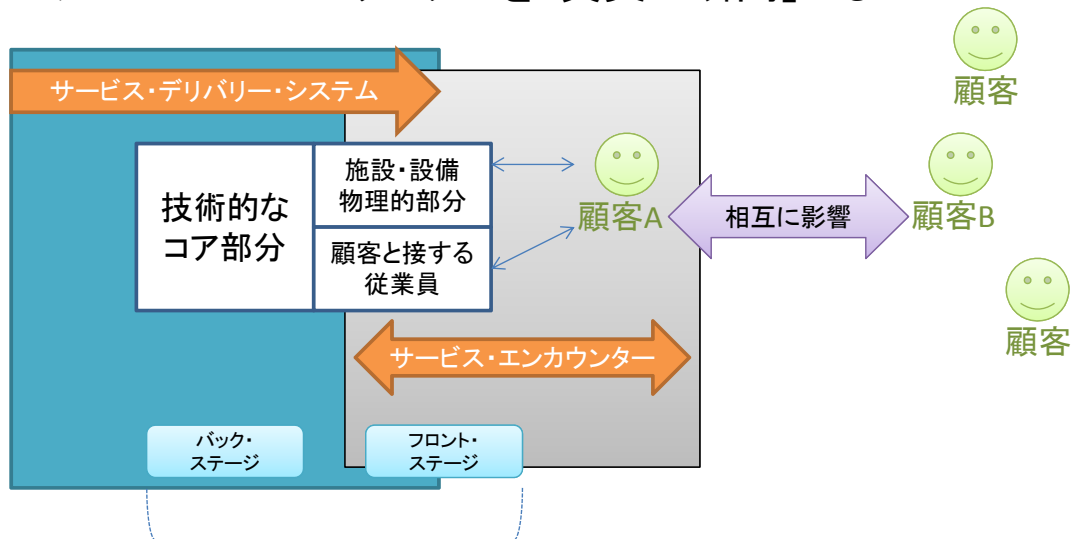 サービス・デリバリー・システム
技術的な
コア部分
施設・設備
物理的部分
顧客と接する
従業員
顧客A
相互に影響
顧客B
顧客
顧客
サービス・エンカウンター
バック・
ステージ
フロント・
ステージ